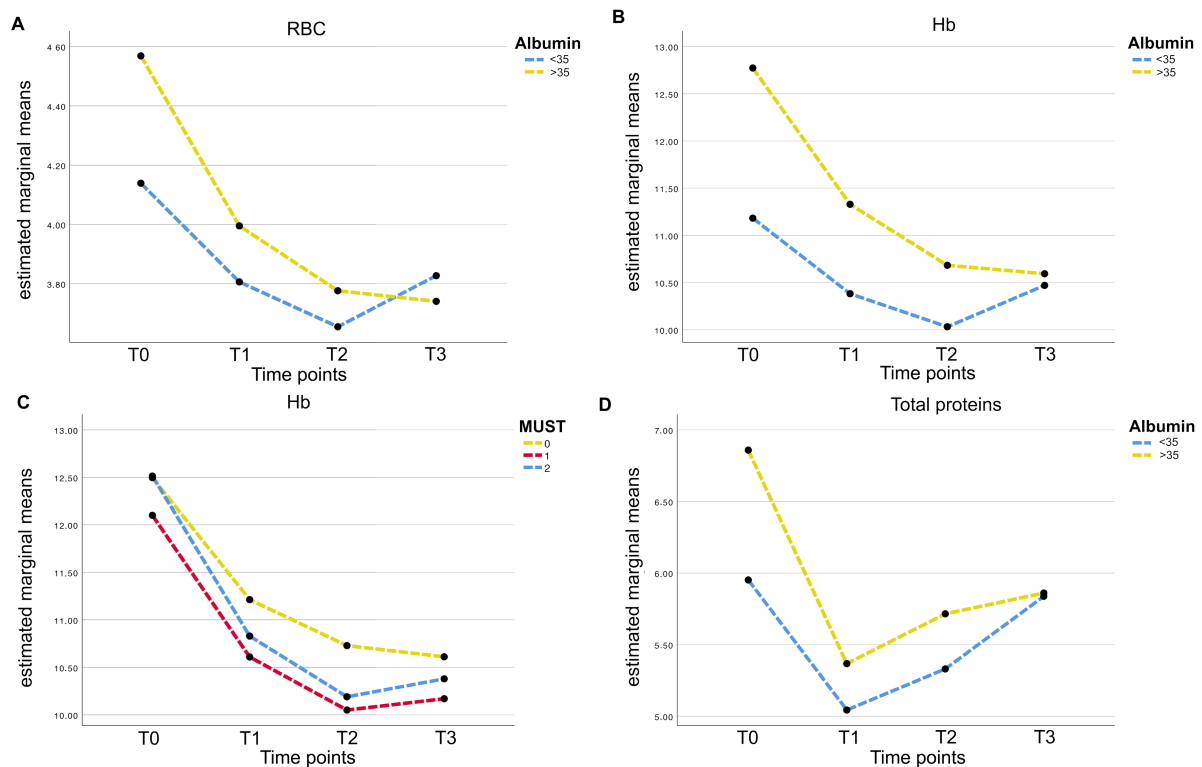 A
RBC
Albumin
<35
>35
estimated marginal means
4.60
4.40
4.20
4.00
3.80
T0
T1
T2
T3
Time points
B
Hb
Albumin
<35
>35
estimated marginal means
13.00
12.50
12.00
11.50
11.00
10.50
10.00
T0
T1
T2
T3
Time points
C
Hb
MUST
0
1
2
estimated marginal means
13.00
12.50
12.00
11.50
11.00
10.50
10.00
T0
T1
T2
T3
Time points
D
Total proteins
Albumin
<35
>35
estimated marginal means
7.00
6.50
6.00
5.50
5.00
T0
T1
T2
T3
Time points